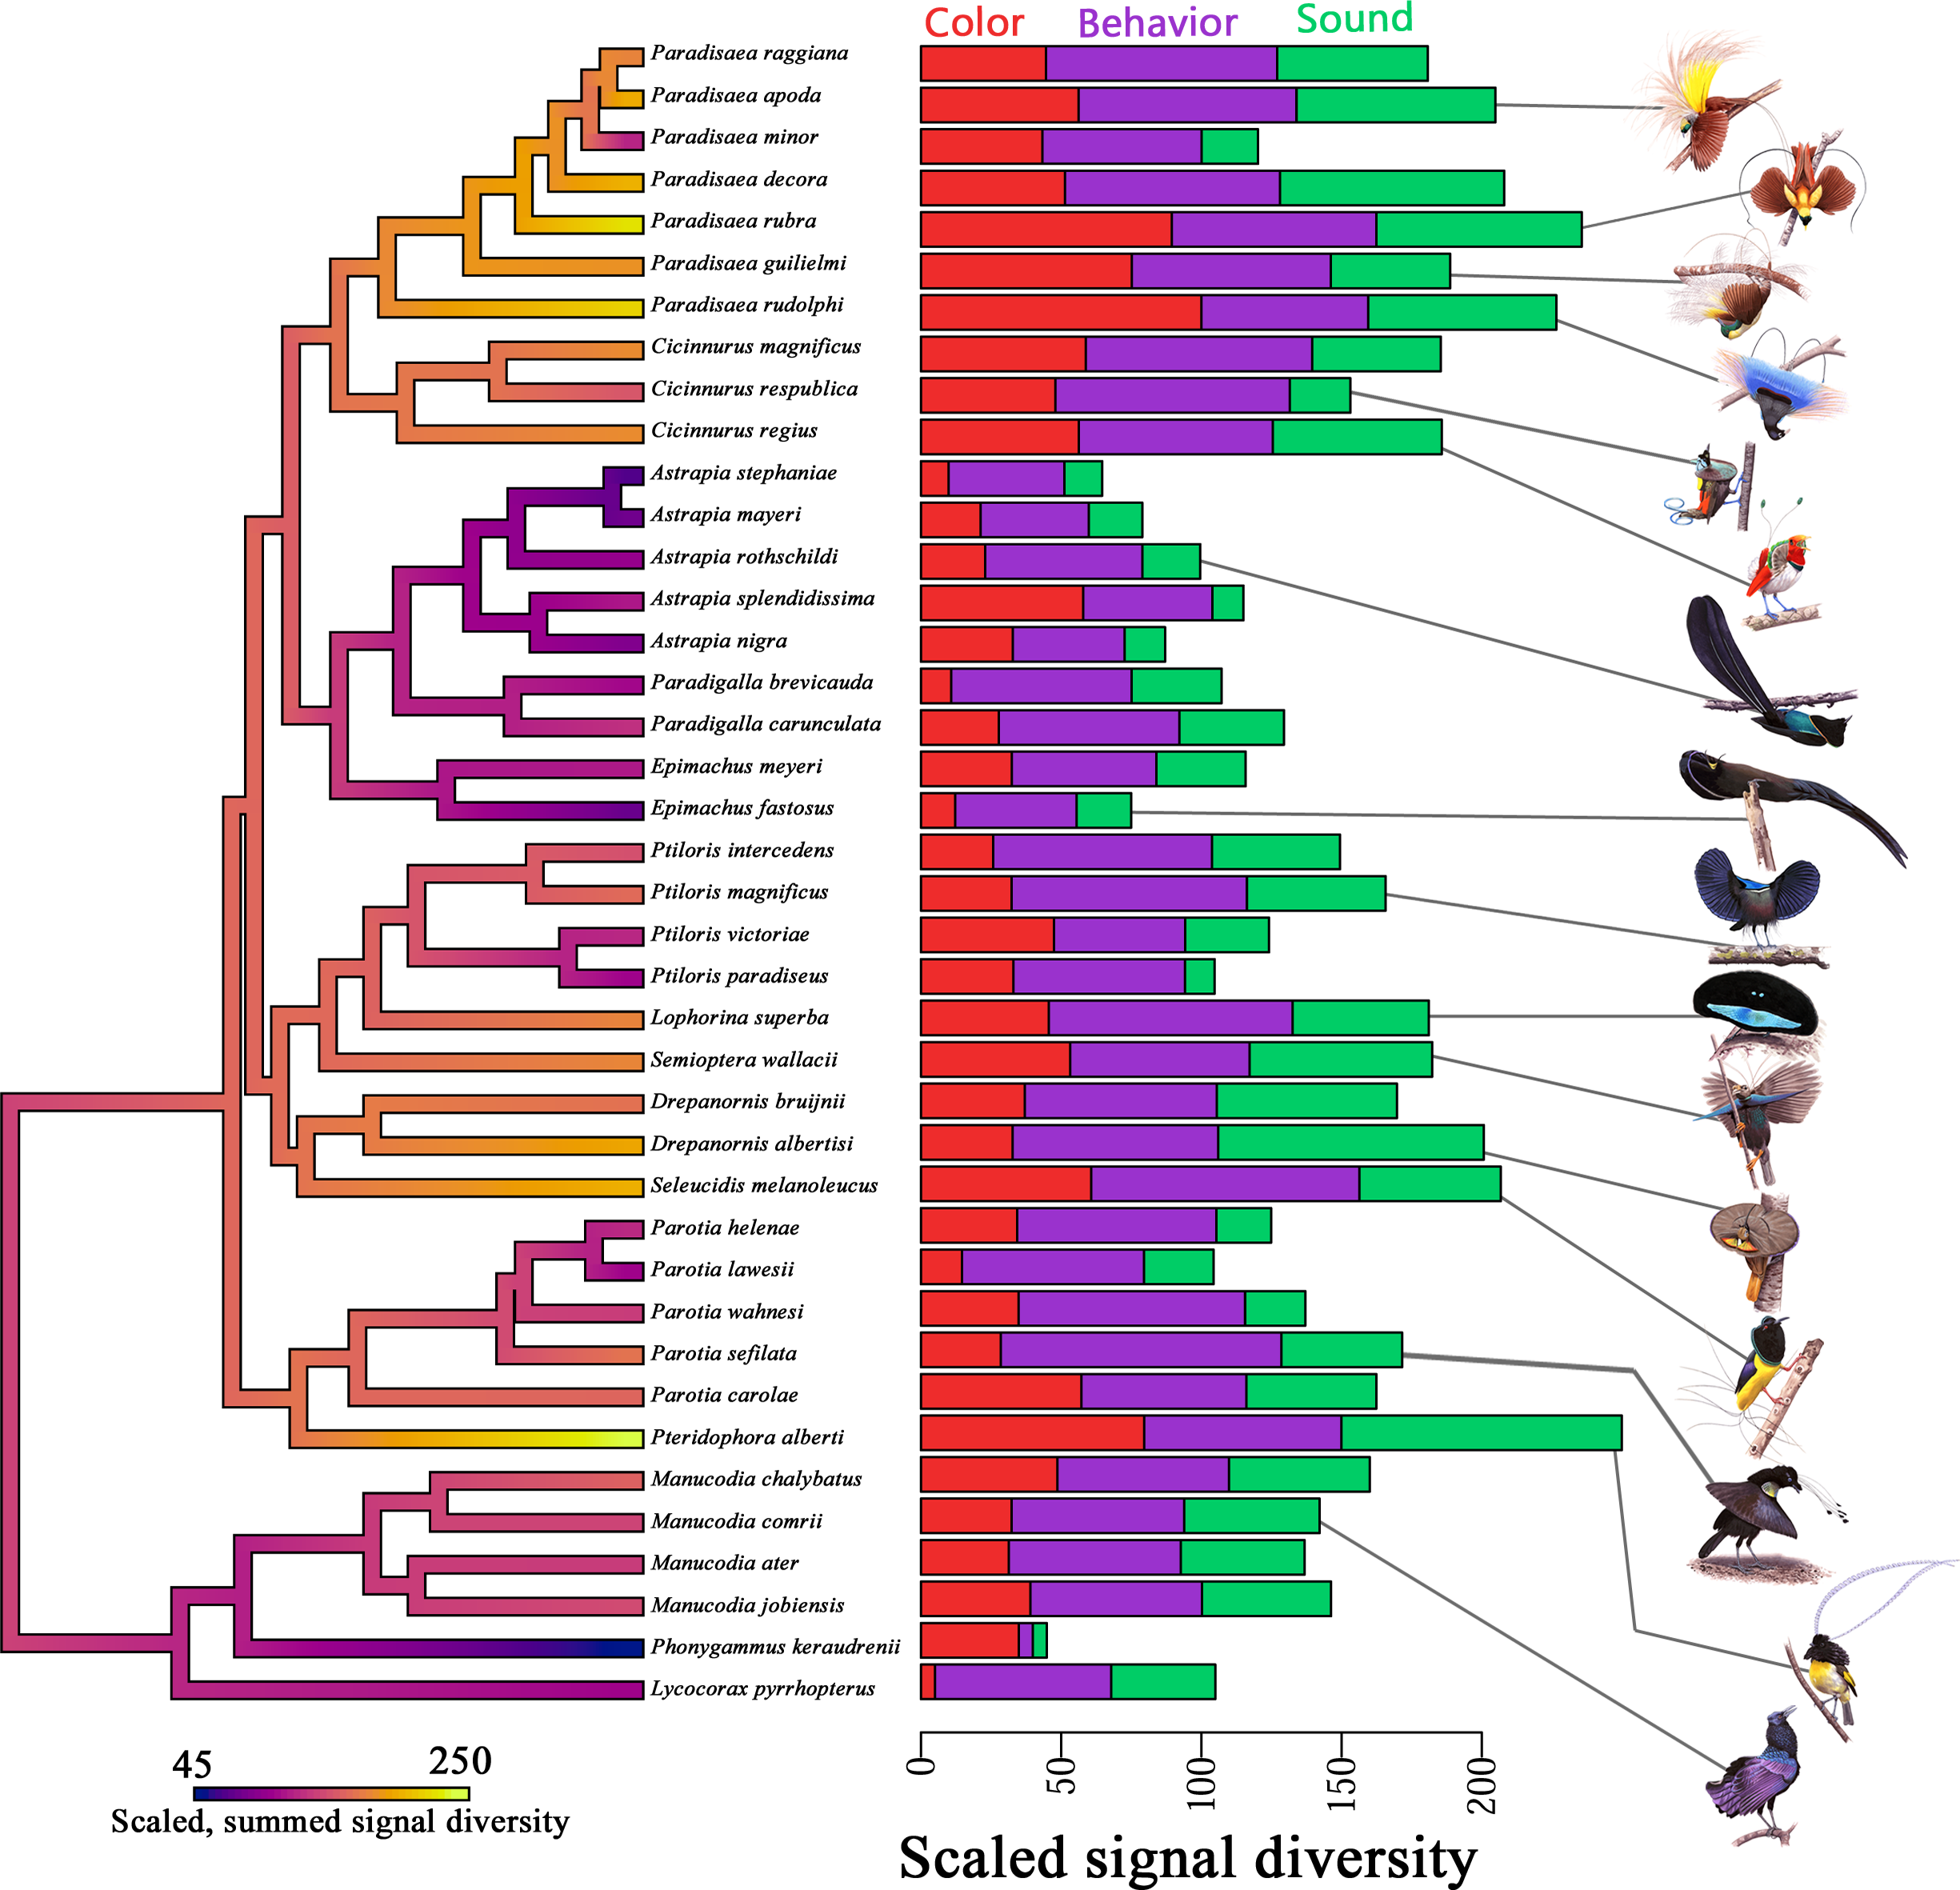 Color Behavior Sound
Paradisaea raggiana
Paradisaea apoda
Paradisaea minor
Paradisaea decora
Paradisaea rubra
Paradisaea guilielmi
Paradisaea rudolphi
Cicinnurus magnificus
Cicinnurus respublica
Cicinnurus regius
Astrapia stephaniae
Astrapia mayeri
Astrapia rothschildi
Astrapia splendidissima
Astrapia nigra
Paradigalla brevicauda
Paradigalla carunculata
Epimachus meyeri
Epimachus fastosus
Ptiloris intercedens
Ptiloris magnificus
Ptiloris victoriae
Ptiloris paradiseus
Lophorina superba
Semioptera wallacii
Drepanornis bruijnii
Drepanornis albertisi
Seleucidis melanoleucus
Parotia helenae
Parotia lawesii
Parotia wahnesi
Parotia sefilata
Parotia carolae
Pteridophora alberti
Manucodia chalybatus
Manucodia comrii
Manucodia ater
Manucodia jobiensis
Phonygammus keraudrenii
Lycocorax pyrrhopterus
45 250
Scaled, summed signal diversity
0 50 100 150 200
Scaled signal diversity